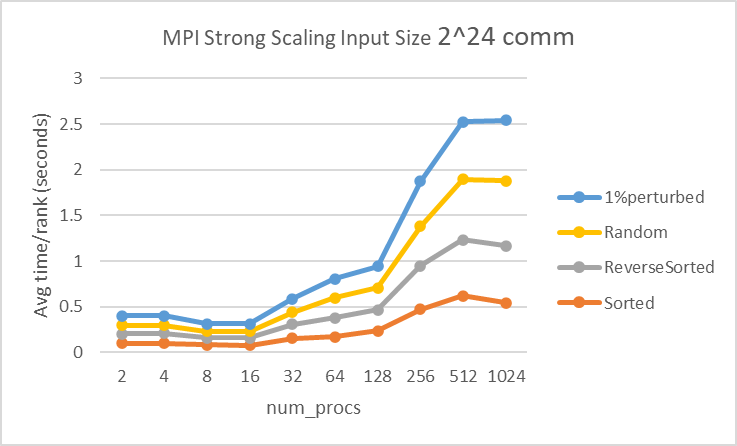 MPI Strong Scaling Input Size 2^24 comm
3
2.5
2
1.5
1
0.5
0
Avg time/rank (seconds)
2 4 8 16 32 64 128 256 512 1024
num_procs
1%perturbed
Random
ReverseSorted
Sorted